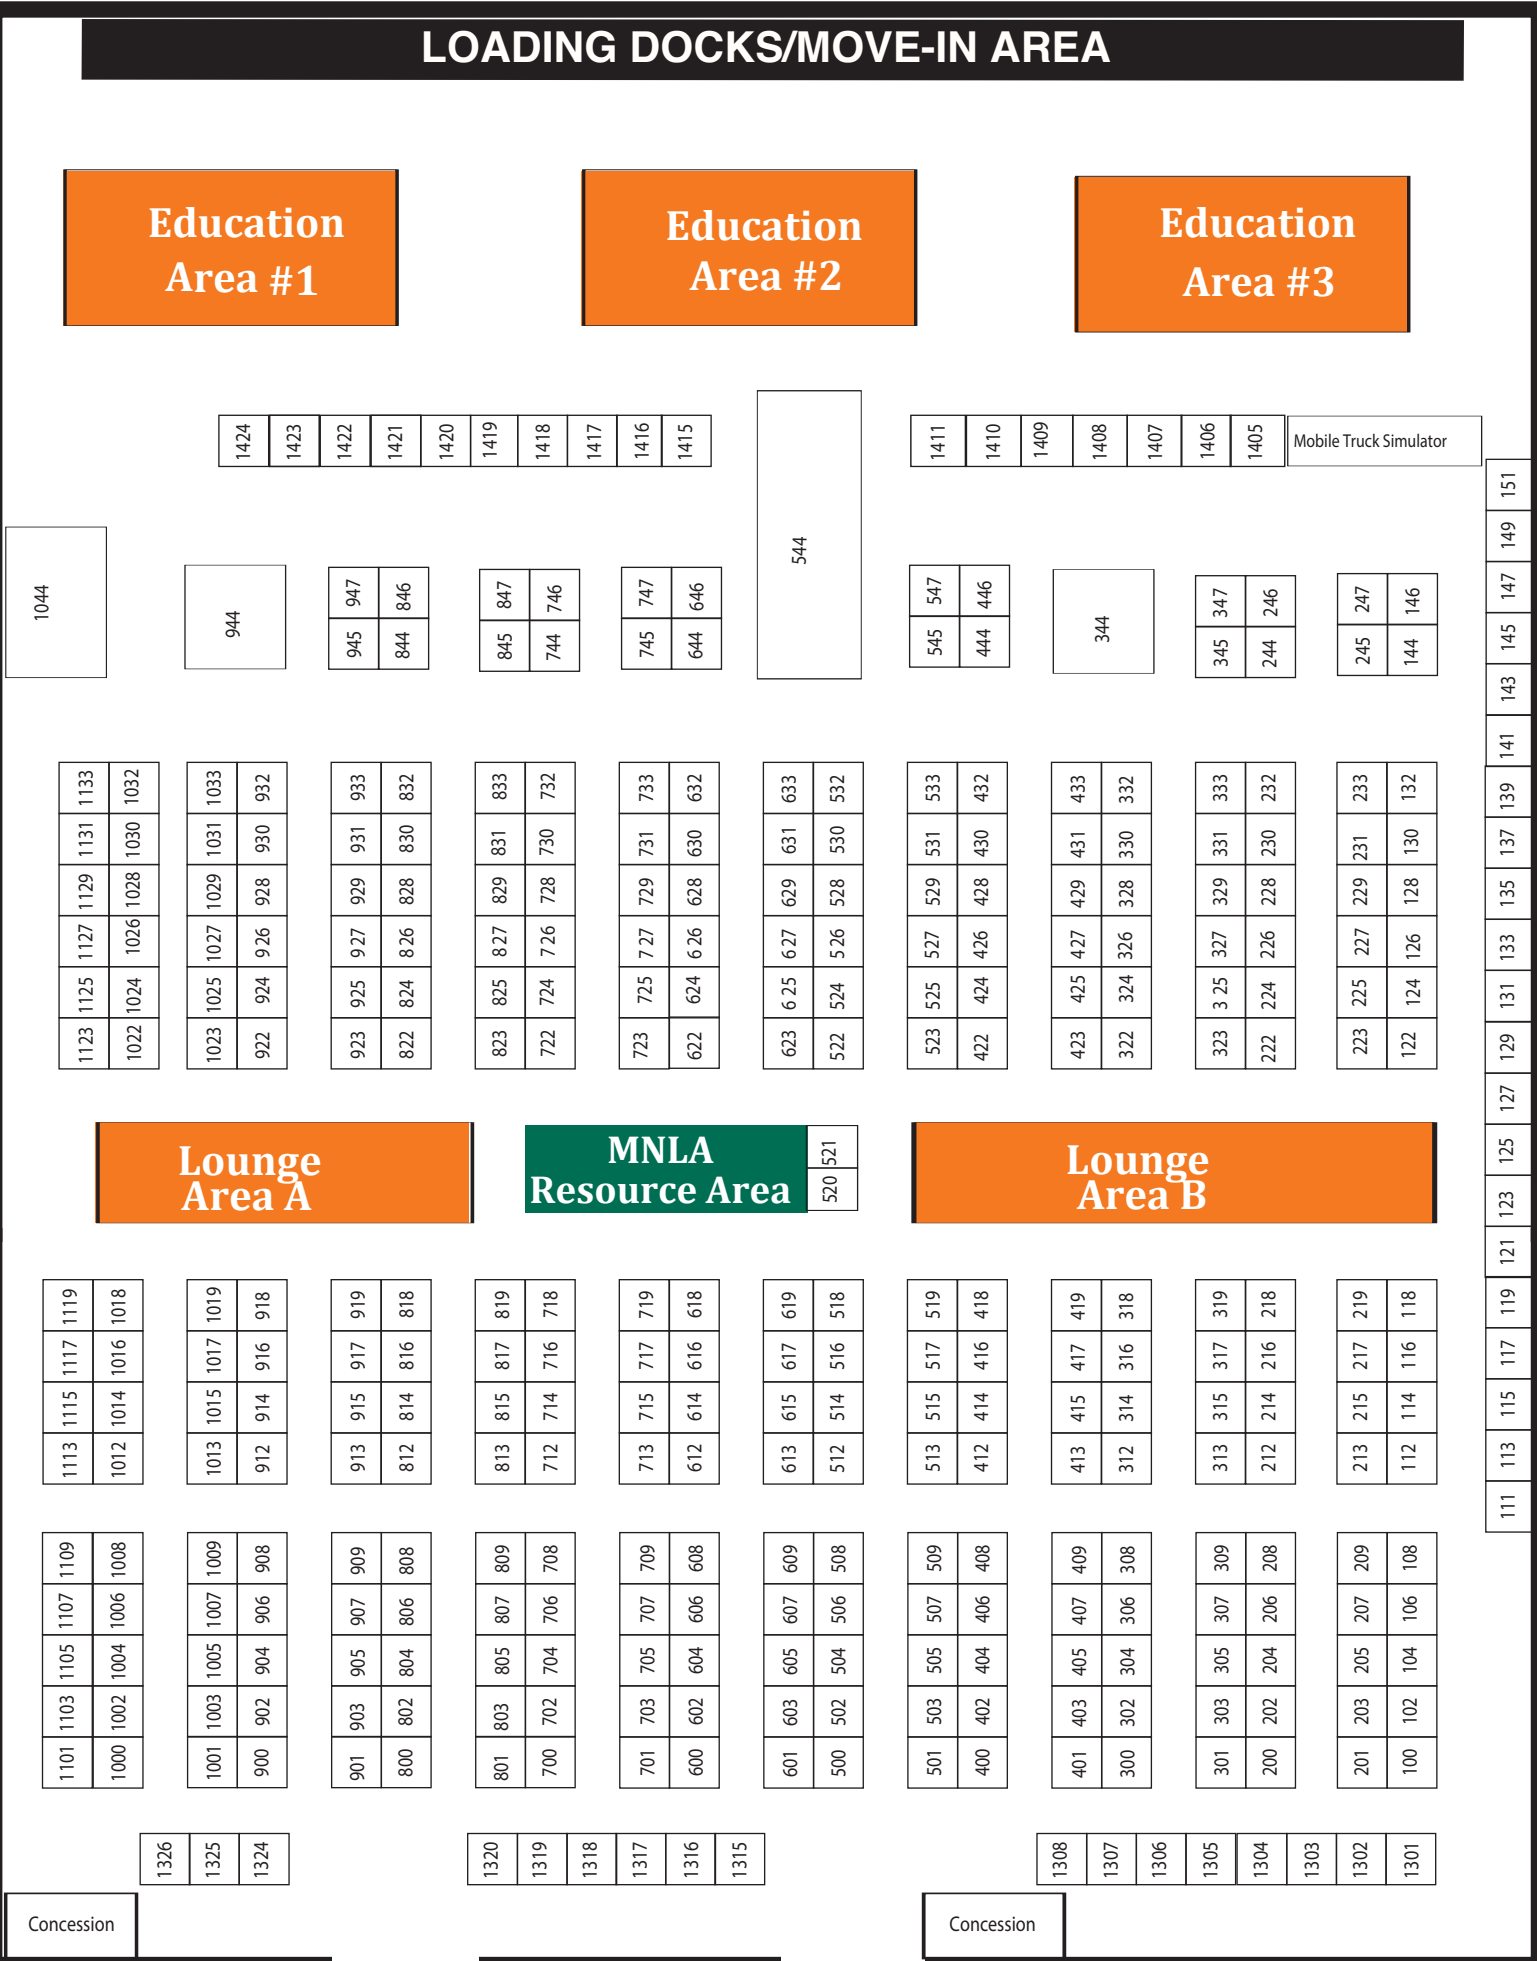 LOADING DOCKS/MOVE-IN AREA
Education
Area #1
Education
Area #2
Education
Area #3
1424 1423 1422 1421 1420 1419 1418 1417 1416 1415
1411 1410 1409 1408 1407 1406 1405 Mobile Truck Simulator
151
149
147
145
143
141
139
137
135
133
131
129
127
125
123
121
119
117
115
113
111
1044
944
544
344
947 846 847 746 747 646 547 446 347 246 247 146
945 844 845 744 745 644 545 444 345 244 245 144
1133 1032 1033 932 933 832 833 732 733 632 633 532 533 432 433 332 333 232 233 132
1131 1030 1031 930 931 830 831 730 731 630 631 530 531 430 431 330 331 230 231 130
1129 1028 1029 928 929 828 829 728 729 628 629 528 529 428 429 328 329 228 229 128
1127 1026 1027 926 927 826 827 726 727 626 627 526 527 426 427 326 327 226 227 126
1125 1024 1025 924 925 824 825 724 725 624 6 25 524 525 424 425 324 3 25 224 225 124
1123 1022 1023 922 923 822 823 722 723 622 623 522 523 422 423 322 323 222 223 122
Lounge
Area A
MNLA
Resource Area
521
520
Lounge
Area B
1119 1018 1019 918 919 818 819 718 719 618 619 518 519 418 419 318 319 218 219 118
1117 1016 1017 916 917 816 817 716 717 616 617 516 517 416 417 316 317 216 217 116
1115 1014 1015 914 915 814 815 714 715 614 615 514 515 414 415 314 315 214 215 114
1113 1012 1013 912 913 812 813 712 713 612 613 512 513 412 413 312 313 212 213 112
1109 1008 1009 908 909 808 809 708 709 608 609 508 509 408 409 308 309 208 209 108
1107 1006 1007 906 907 806 807 706 707 606 607 506 507 406 407 306 307 206 207 106
1105 1004 1005 904 905 804 805 704 705 604 605 504 505 404 405 304 305 204 205 104
1103 1002 1003 902 903 802 803 702 703 602 603 502 503 402 403 302 303 202 203 102
1101 1000 1001 900 901 800 801 700 701 600 601 500 501 400 401 300 301 200 201 100
1326 1325 1324
1320 1319 1318 1317 1316 1315
1308 1307 1306 1305 1304 1303 1302 1301
Concession
Concession